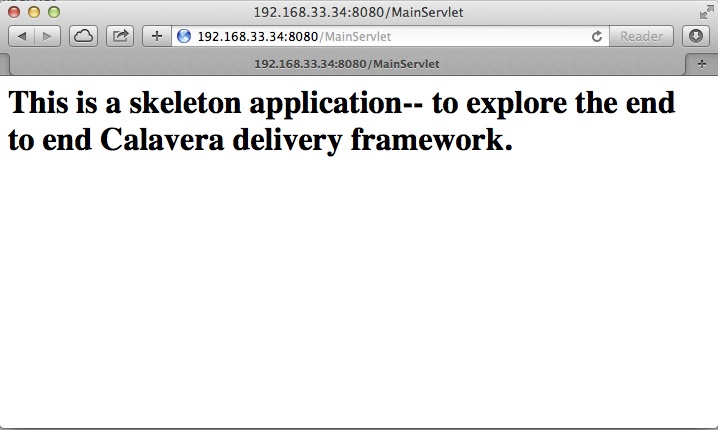 192.168.33.34:8080/MainServlet
192.168.33.34:8080/MainServlet
Reader
192.168.33.34:8080/MainServlet
This is a skeleton application-- to explore the end
to end Calavera delivery framework.